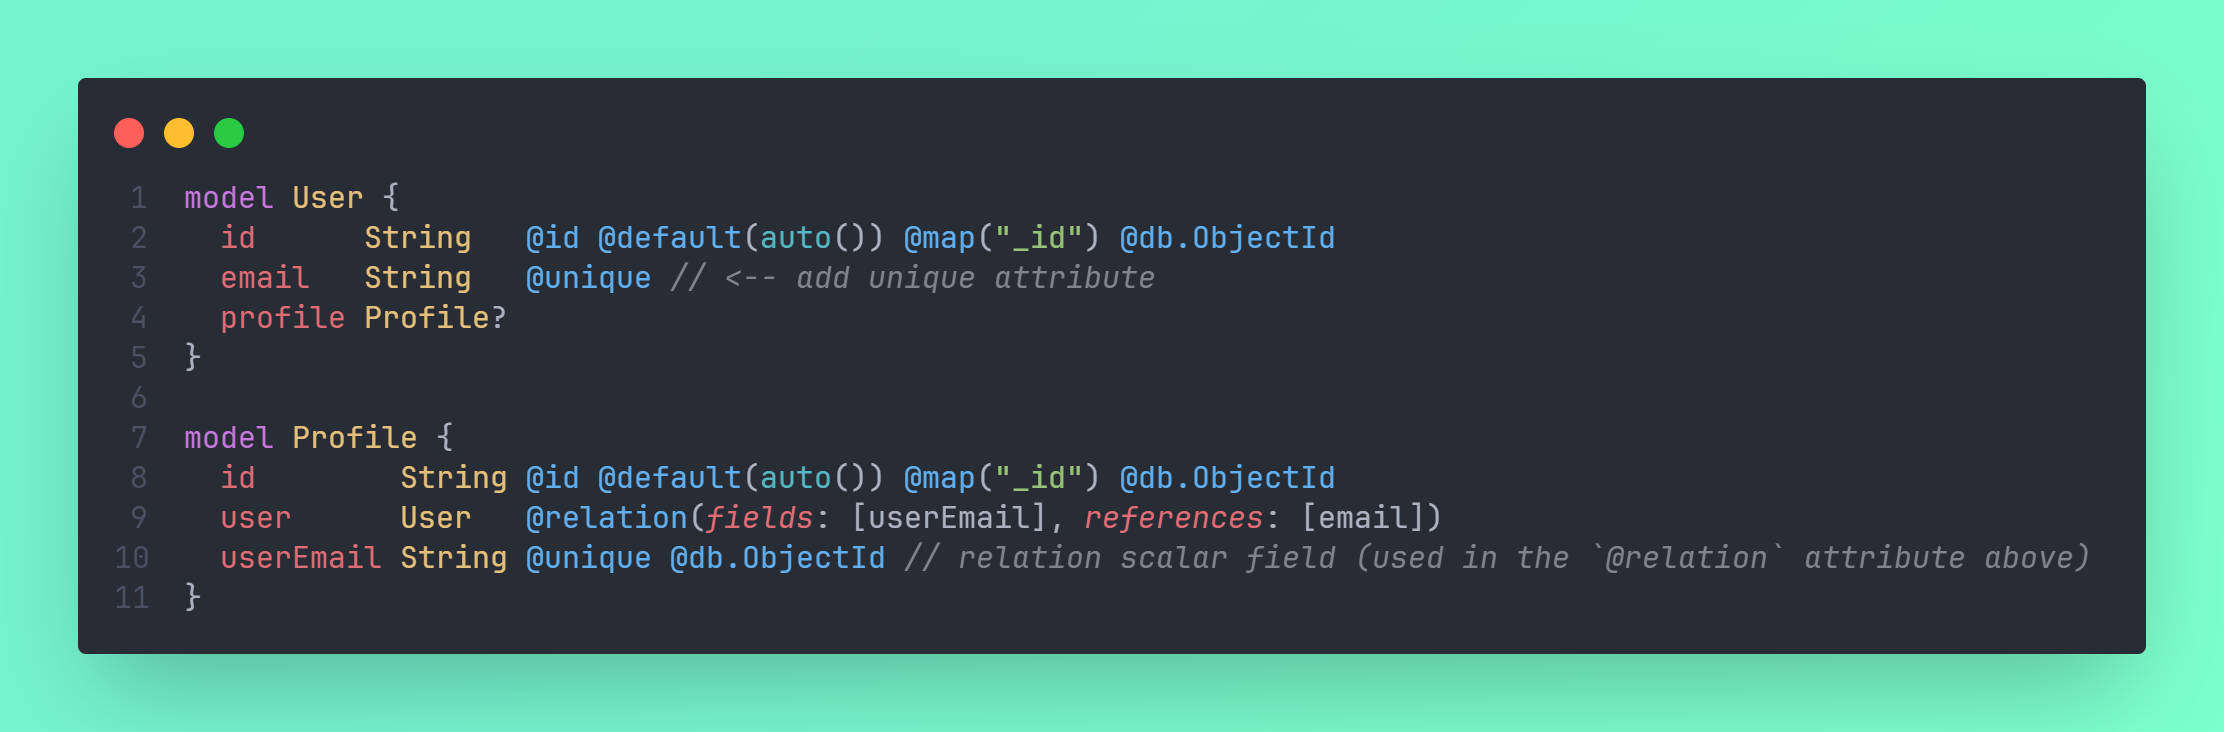 1 model User {
2   id      String   @id @default(auto()) @map("_id") @db.ObjectId
3   email   String   @unique // <-- add unique attribute
4   profile Profile?
5 }
6
7 model Profile {
8   id        String @id @default(auto()) @map("_id") @db.ObjectId
9   user      User   @relation(fields: [userEmail], references: [email])
10   userEmail String @unique @db.ObjectId // relation scalar field (used in the `@relation` attribute above)
11 }